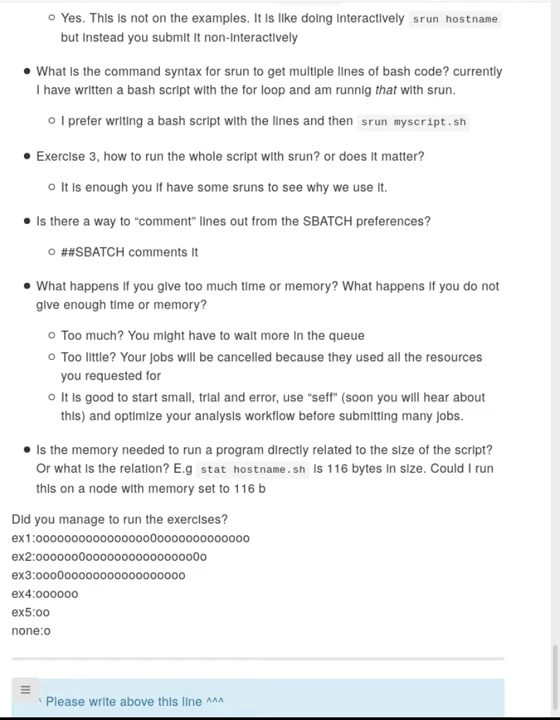 Yes. This is not on the examples. It is like doing interactively srun hostname
but instead you submit it non-interactively
What is the command syntax for srun to get multiple lines of bash code? currently
I have written a bash script with the for loop and am runnig that with srun.
I prefer writing a bash script with the lines and then srun myscript.sh
Exercise 3, how to run the whole script with srun? or does it matter?
It is enough you if have some sruns to see why we use it.
Is there a way to “comment” lines out from the SBATCH preferences?
##SBATCH comments it
What happens if you give too much time or memory? What happens if you do not
give enough time or memory?
Too much? You might have to wait more in the queue
Too little? Your jobs will be cancelled because they used all the resources
you requested for
It is good to start small, trial and error, use “seff” (soon you will hear about
this) and optimize your analysis workflow before submitting many jobs.
Is the memory needed to run a program directly related to the size of the script?
Or what is the relation? E.g stat hostname.sh is 116 bytes in size. Could I run
this on a node with memory set to 116 b
Did you manage to run the exercises?
ex1:oooooooooooooooo0ooooooooooooo
ex2:oooooo0ooooooooooooooo0o
ex3:ooo0ooooooooooooooooo
ex4:oooooo
ex5:oo
none:o
^ Please write above this line ^^^